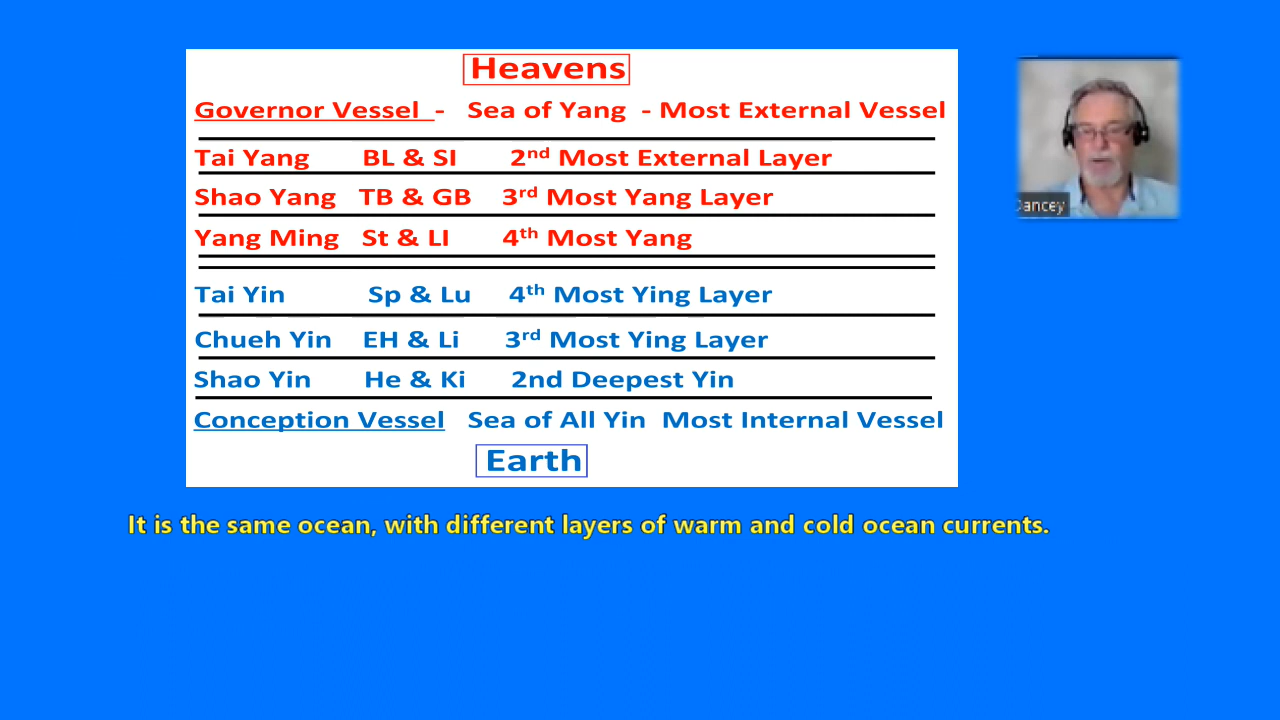 Heavens
Governor Vessel - Sea of Yang - Most External Vessel
Tai Yang BL & SI 2nd Most External Layer
Shao Yang TB & GB 3rd Most Yang Layer
Yang Ming St & LI 4th Most Yang
Tai Yin Sp & Lu 4th Most Ying Layer
Chueh Yin EH & Li 3rd Most Ying Layer
Shao Yin He & Ki 2nd Deepest Yin
Conception Vessel Sea of All Yin Most Internal Vessel
Earth
Dancey
It is the same ocean, with different layers of warm and cold ocean currents.